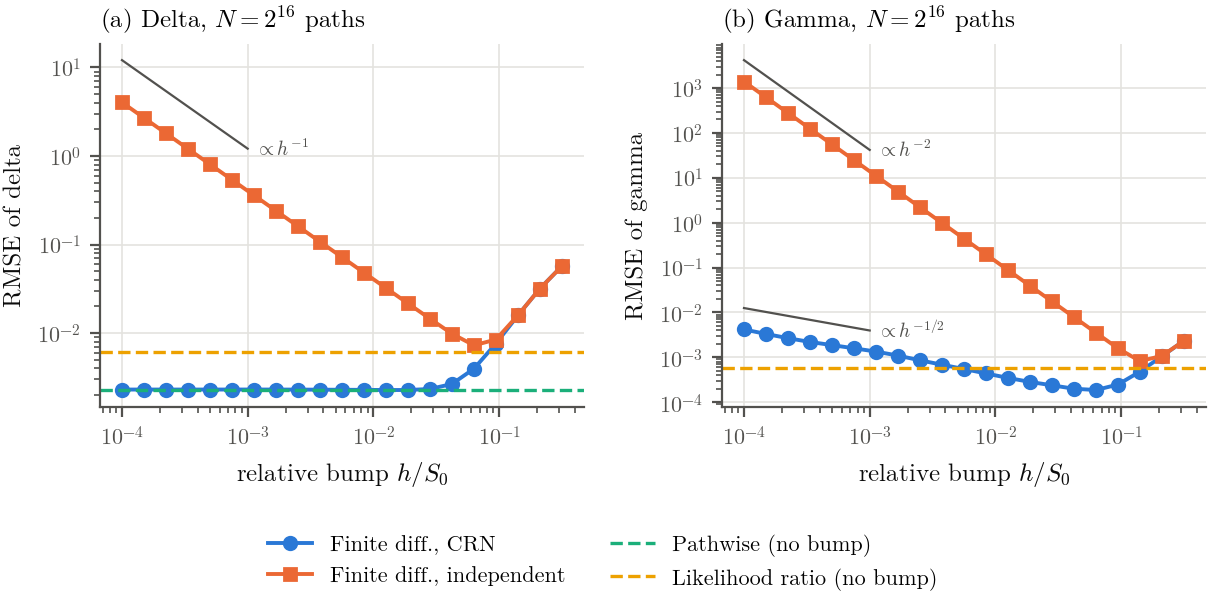 (a) Delta, N = 2^16 paths
RMSE of delta
10^1
10^0
10^−1
10^−2
∝ h^−1
10^−4
10^−3
10^−2
10^−1
relative bump h/S_0
(b) Gamma, N = 2^16 paths
RMSE of gamma
10^3
10^2
10^1
10^0
10^−1
10^−2
10^−3
10^−4
∝ h^−2
∝ h^−1/2
10^−4
10^−3
10^−2
10^−1
relative bump h/S_0
Finite diff., CRN
Finite diff., independent
Pathwise (no bump)
Likelihood ratio (no bump)